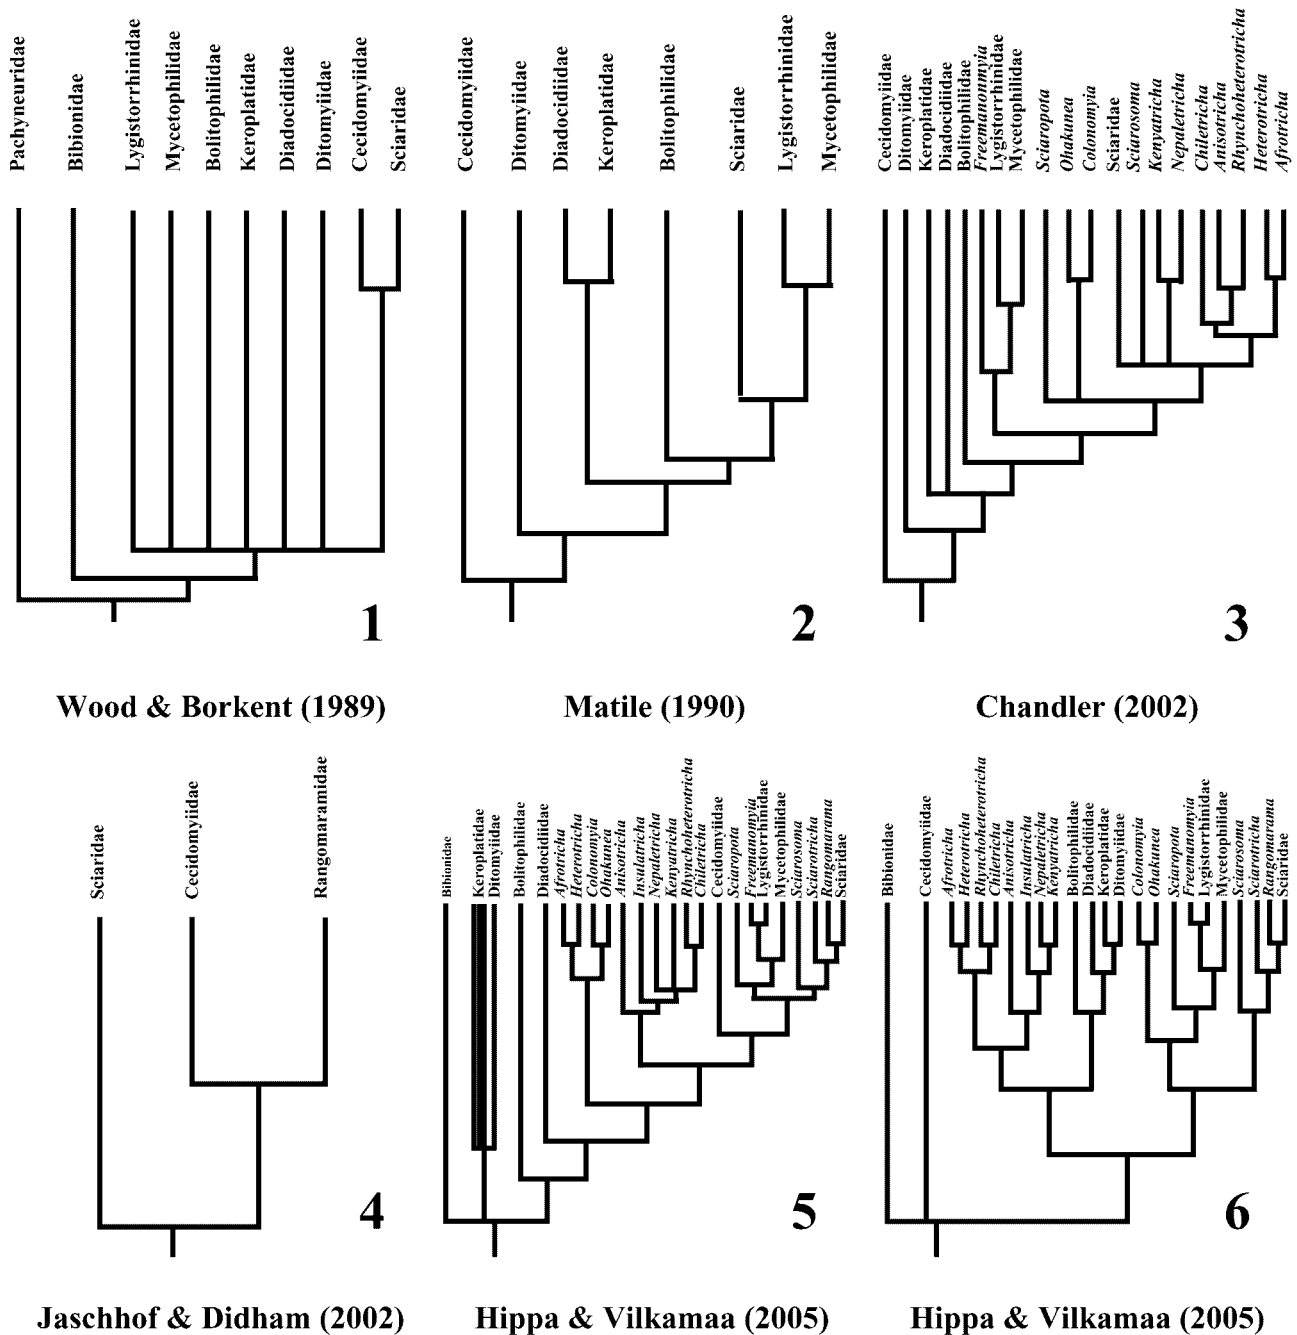 Pachyneuridae
Bibionidae
Lygistorrhinidae
Mycetophilidae
Bolitophiliidae
Keroplatidae
Diadocidiidae
Ditomyiidae
Cecidomyiidae
Sciaridae
1
Wood & Borkent (1989)
Cecidomyiidae
Ditomyiidae
Diadocidiidae
Keroplatidae
Bolitophilidae
Sciaridae
Lygistorrhinidae
Mycetophilidae
2
Matile (1990)
Cecidomyiidae
Ditomyiidae
Keroplatidae
Diadocidiidae
Bolitophilidae
Freemanomyia
Lygistorrhinidae
Mycetophilidae
Sciaropota
Ohakunea
Colonomyia
Sciaridae
Sciarosoma
Kenyatricha
Nepaletricha
Chiletricha
Anisotricha
Rhynchoheterotricha
Heterotricha
Afrotricha
3
Chandler (2002)
Sciaridae
Cecidomyiidae
Rangomaramidae
4
Jaschhof & Didham (2002)
Bibionidae
Keroplatidae
Ditomyiidae
Bolitophilidae
Diadocidiidae
Afrotricha
Heterotricha
Colonomyia
Ohakunea
Anisotricha
Insulatricha
Nepaletricha
Kenyatricha
Rhynchoheterotricha
Chiletricha
Cecidomyiidae
Sciaropota
Freemanomyia
Lygistorrhinidae
Mycetophilidae
Sciarosoma
Sciarotricha
Rangomarama
Sciaridae
5
Hippa & Vilkamaa (2005)
Bibionidae
Cecidomyiidae
Afrotricha
Heterotricha
Rhynchoheterotricha
Chiletricha
Anisotricha
Insulatricha
Nepaletricha
Kenyatricha
Bolitophilidae
Diadocidiidae
Keroplatidae
Ditomyiidae
Colonomyia
Ohakunea
Sciaropota
Freemanomyia
Lygistorrhinidae
Mycetophilidae
Sciarosoma
Sciarotricha
Rangomarama
Sciaridae
6
Hippa & Vilkamaa (2005)